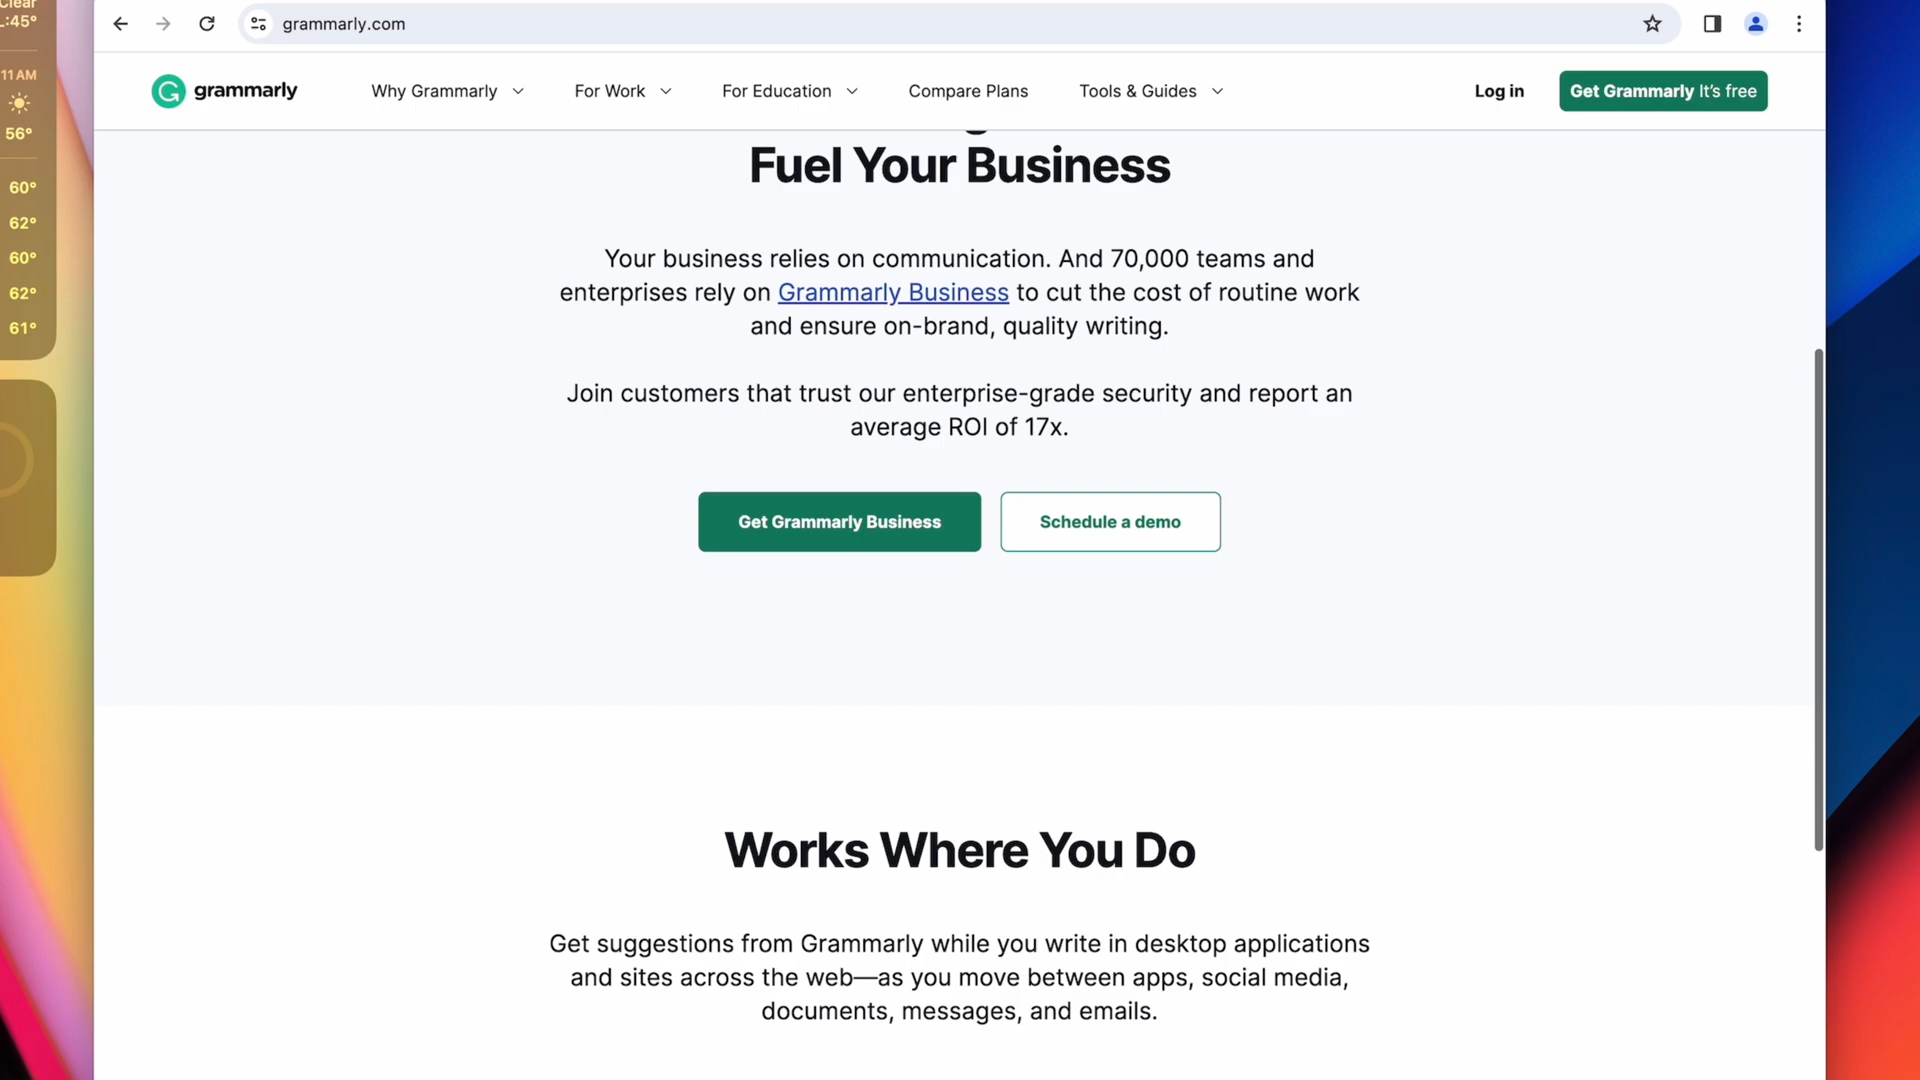 Clear
L:45°
11 AM
56°
60°
62°
60°
62°
61°
grammarly.com
grammarly
Why Grammarly
For Work
For Education
Compare Plans
Tools & Guides
Log in
Get Grammarly It's free
Fuel Your Business
Your business relies on communication. And 70,000 teams and
enterprises rely on Grammarly Business to cut the cost of routine work
and ensure on-brand, quality writing.
Join customers that trust our enterprise-grade security and report an
average ROI of 17x.
Get Grammarly Business
Schedule a demo
Works Where You Do
Get suggestions from Grammarly while you write in desktop applications
and sites across the web—as you move between apps, social media,
documents, messages, and emails.